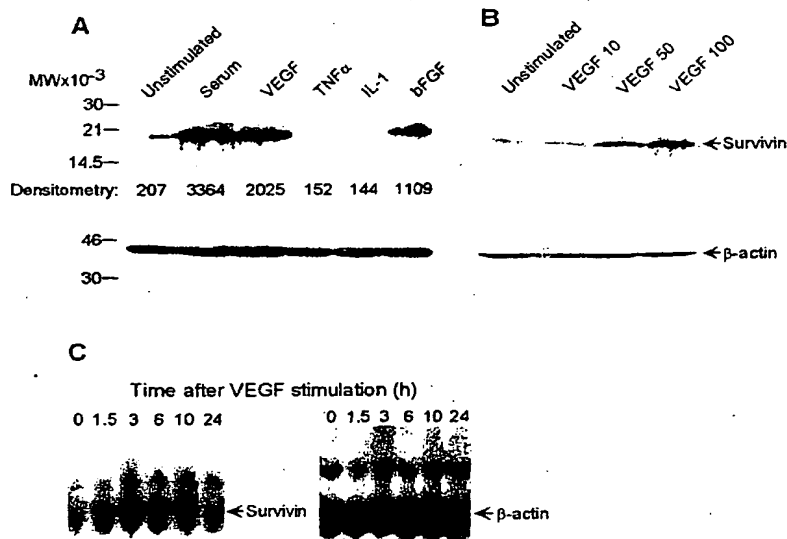 A
MWx10⁻³
Unstimulated
Serum
VEGF
TNFα
IL-1
bFGF
30
21
14.5
Densitometry: 207 3364 2025 152 144 1109
46
30
B
Unstimulated
VEGF 10
VEGF 50
VEGF 100
Survivin
β-actin
C
Time after VEGF stimulation (h)
0 1.5 3 6 10 24
Survivin
0 1.5 3 6 10 24
β-actin